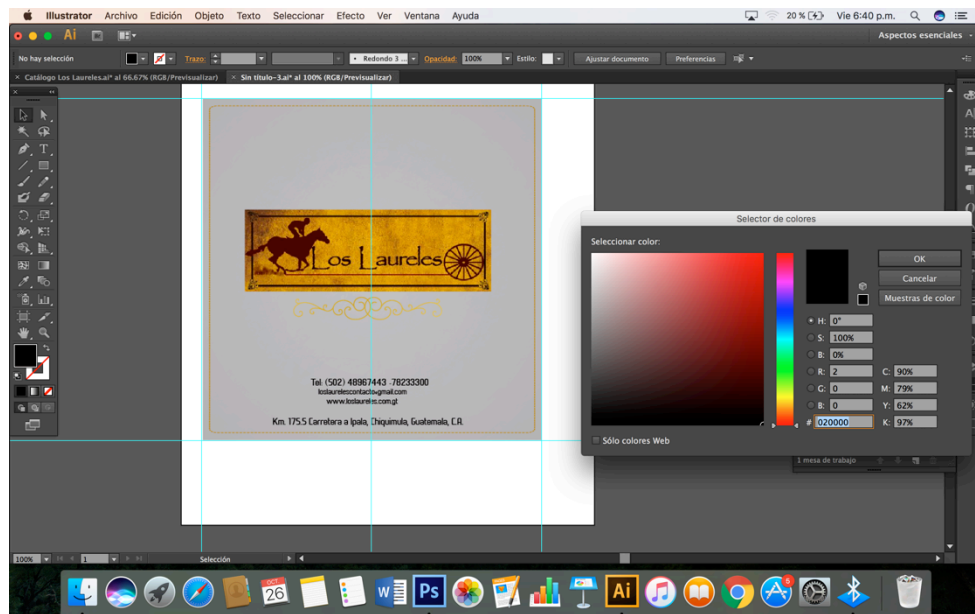 Illustrator Archivo Edición Objeto Texto Seleccionar Efecto Ver Ventana Ayuda 20 % Vie 6:40 p.m.
Ai Aspectos esenciales
No hay selección Trazo: Redondo 3 ... Opacidad: 100% Estilo: Ajustar documento Preferencias
× Catálogo Los Laureles.ai* al 66.67% (RGB/Previsualizar) × Sin título-3.ai* al 100% (RGB/Previsualizar)
Los Laureles
Tel: (502) 48967443 -78233300
www.loslaureles.com.gt
Km. 175.5 Carretera a Ipala, Chiquimula, Guatemala, C.A.
Selector de colores
Seleccionar color:
OK
Cancelar
Muestras de color
H: 0°
S: 100%
B: 0%
R: 2 C: 90%
G: 0 M: 79%
B: 0 Y: 62%
# 020000 K: 97%
Sólo colores Web
1 mesa de trabajo
100% 1 Selección
OCT
26
W
Ps
Ai
6